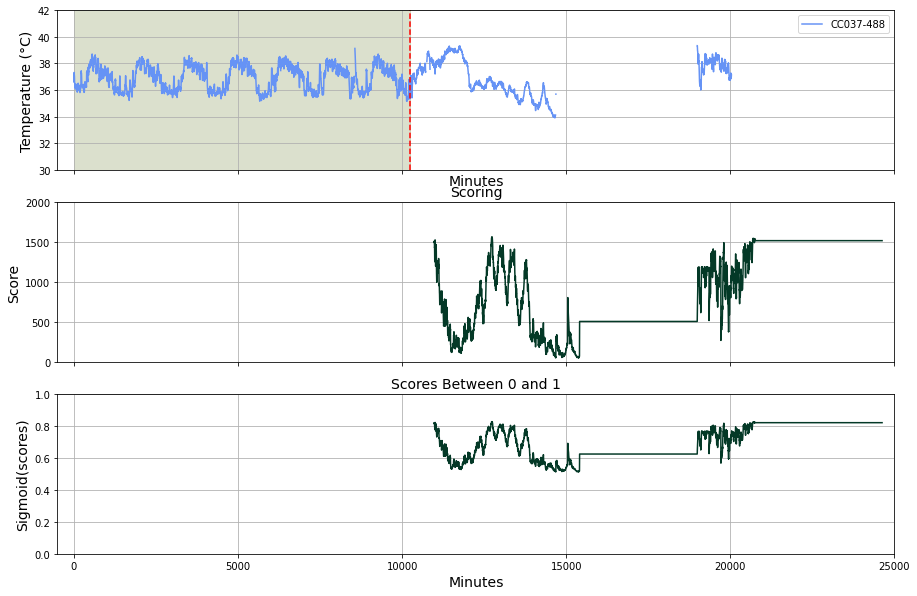 42
40
38
36
34
32
30
Temperature (°C)
CC037-488
Minutes
Scoring
2000
1500
1000
500
0
Score
Scores Between 0 and 1
1.0
0.8
0.6
0.4
0.2
0.0
Sigmoid(scores)
0 5000 10000 15000 20000 25000
Minutes